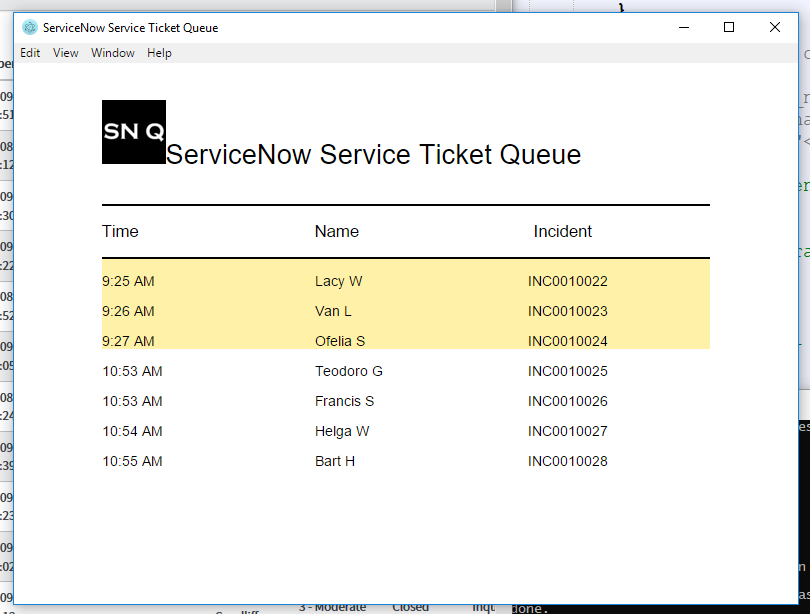 ServiceNow Service Ticket Queue
Edit View Window Help
SN Q
ServiceNow Service Ticket Queue
Time Name Incident
9:25 AM Lacy W INC0010022
9:26 AM Van L INC0010023
9:27 AM Ofelia S INC0010024
10:53 AM Teodoro G INC0010025
10:53 AM Francis S INC0010026
10:54 AM Helga W INC0010027
10:55 AM Bart H INC0010028
3 - Moderate Closed
done.